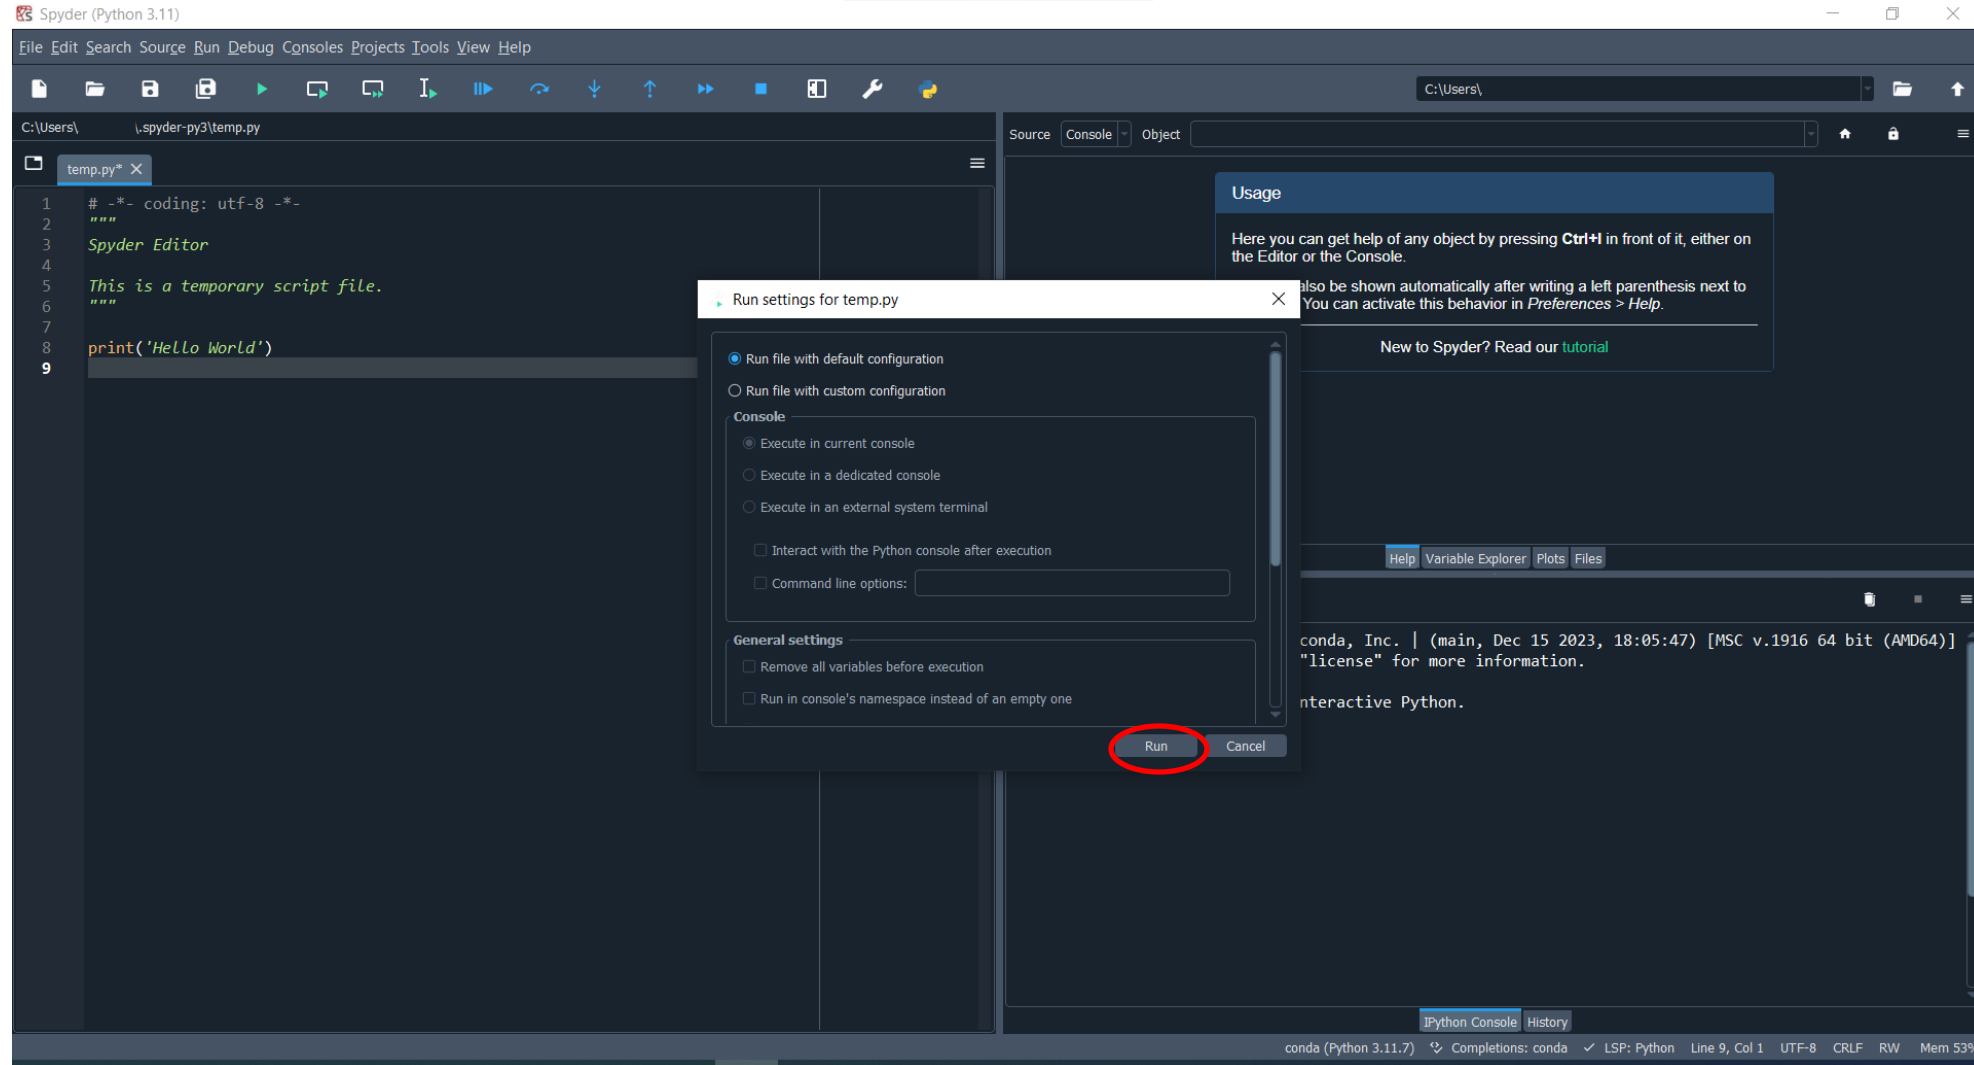 Spyder (Python 3.11)
File Edit Search Source Run Debug Consoles Projects Tools View Help
C:\Users\
C:\Users\ \.spyder-py3\temp.py
Source Console Object
temp.py*
1 # -*- coding: utf-8 -*-
2 """
3 Spyder Editor
4
5 This is a temporary script file.
6 """
7
8 print('Hello World')
9
Usage
Here you can get help of any object by pressing Ctrl+I in front of it, either on
the Editor or the Console.
also be shown automatically after writing a left parenthesis next to
You can activate this behavior in Preferences > Help.
New to Spyder? Read our tutorial
Run settings for temp.py
Run file with default configuration
Run file with custom configuration
Console
Execute in current console
Execute in a dedicated console
Execute in an external system terminal
Interact with the Python console after execution
Command line options:
General settings
Remove all variables before execution
Run in console's namespace instead of an empty one
Run Cancel
Help Variable Explorer Plots Files
conda, Inc. | (main, Dec 15 2023, 18:05:47) [MSC v.1916 64 bit (AMD64)]
"license" for more information.
nteractive Python.
IPython Console History
conda (Python 3.11.7) Completions: conda LSP: Python Line 9, Col 1 UTF-8 CRLF RW Mem 53%